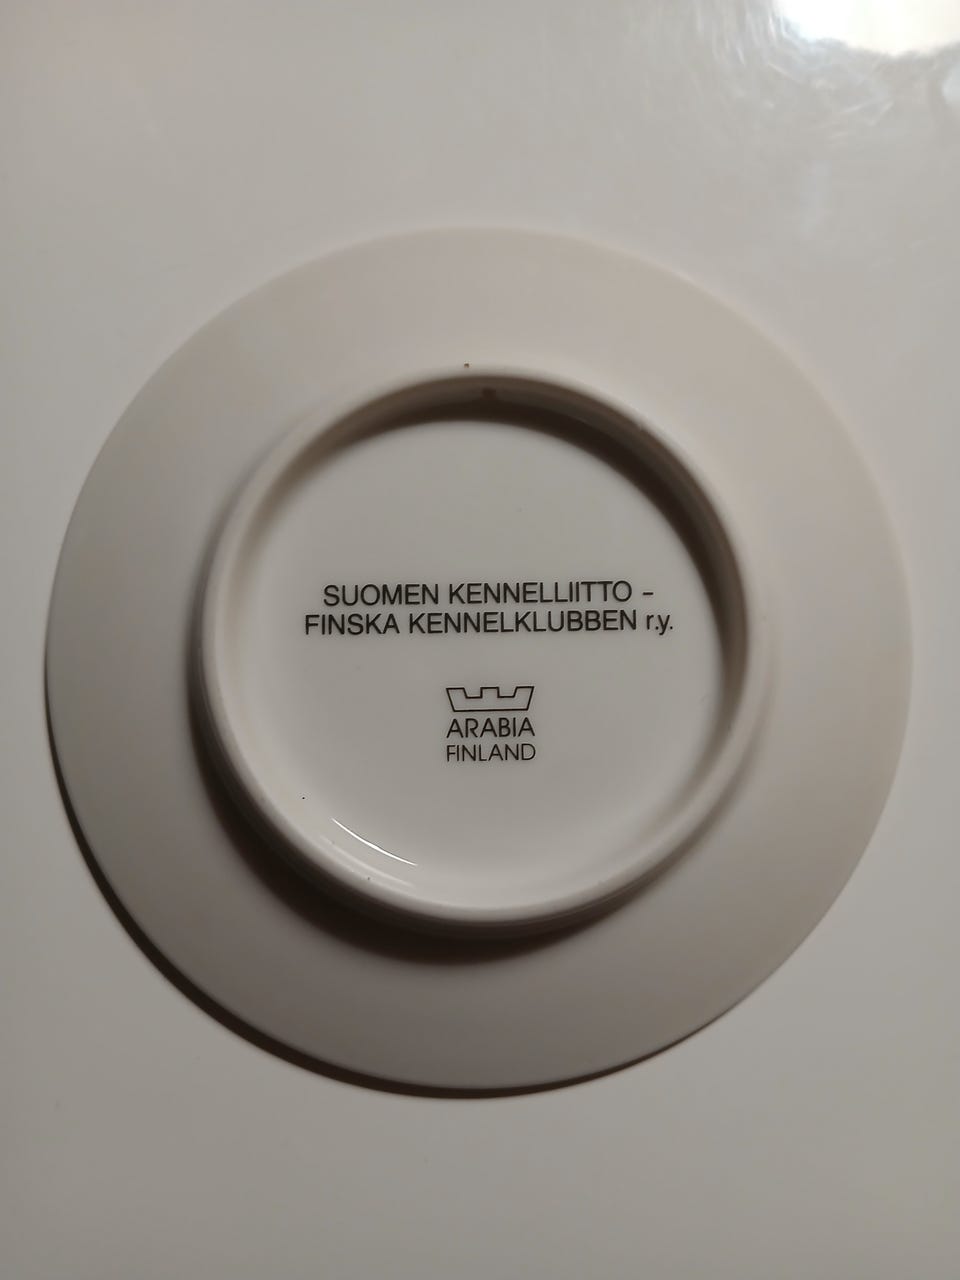 SUOMEN KENNELLIITTO -
FINSKA KENNELKLUBBEN r.y.
ARABIA
FINLAND